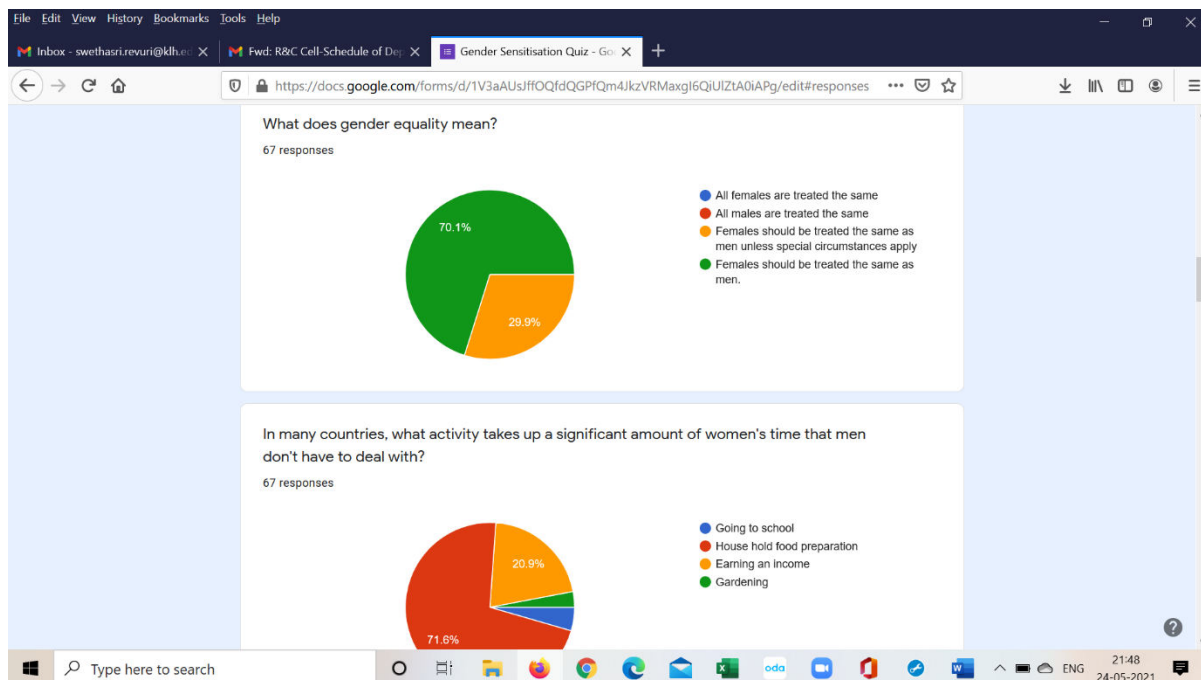 File Edit View History Bookmarks Tools Help
Inbox - swethasri.revuri@klh.ed
Fwd: R&C Cell-Schedule of Dep
Gender Sensitisation Quiz - Goo
https://docs.google.com/forms/d/1V3aAUsJffOQfdQGPfQm4JkzVRMaxgI6QiUlZtA0iAPg/edit#responses
What does gender equality mean?
67 responses
70.1%
29.9%
All females are treated the same
All males are treated the same
Females should be treated the same as
men unless special circumstances apply
Females should be treated the same as
men.
In many countries, what activity takes up a significant amount of women's time that men
don't have to deal with?
67 responses
20.9%
71.6%
Going to school
House hold food preparation
Earning an income
Gardening
Type here to search
oda
ENG
21:48
24-05-2021